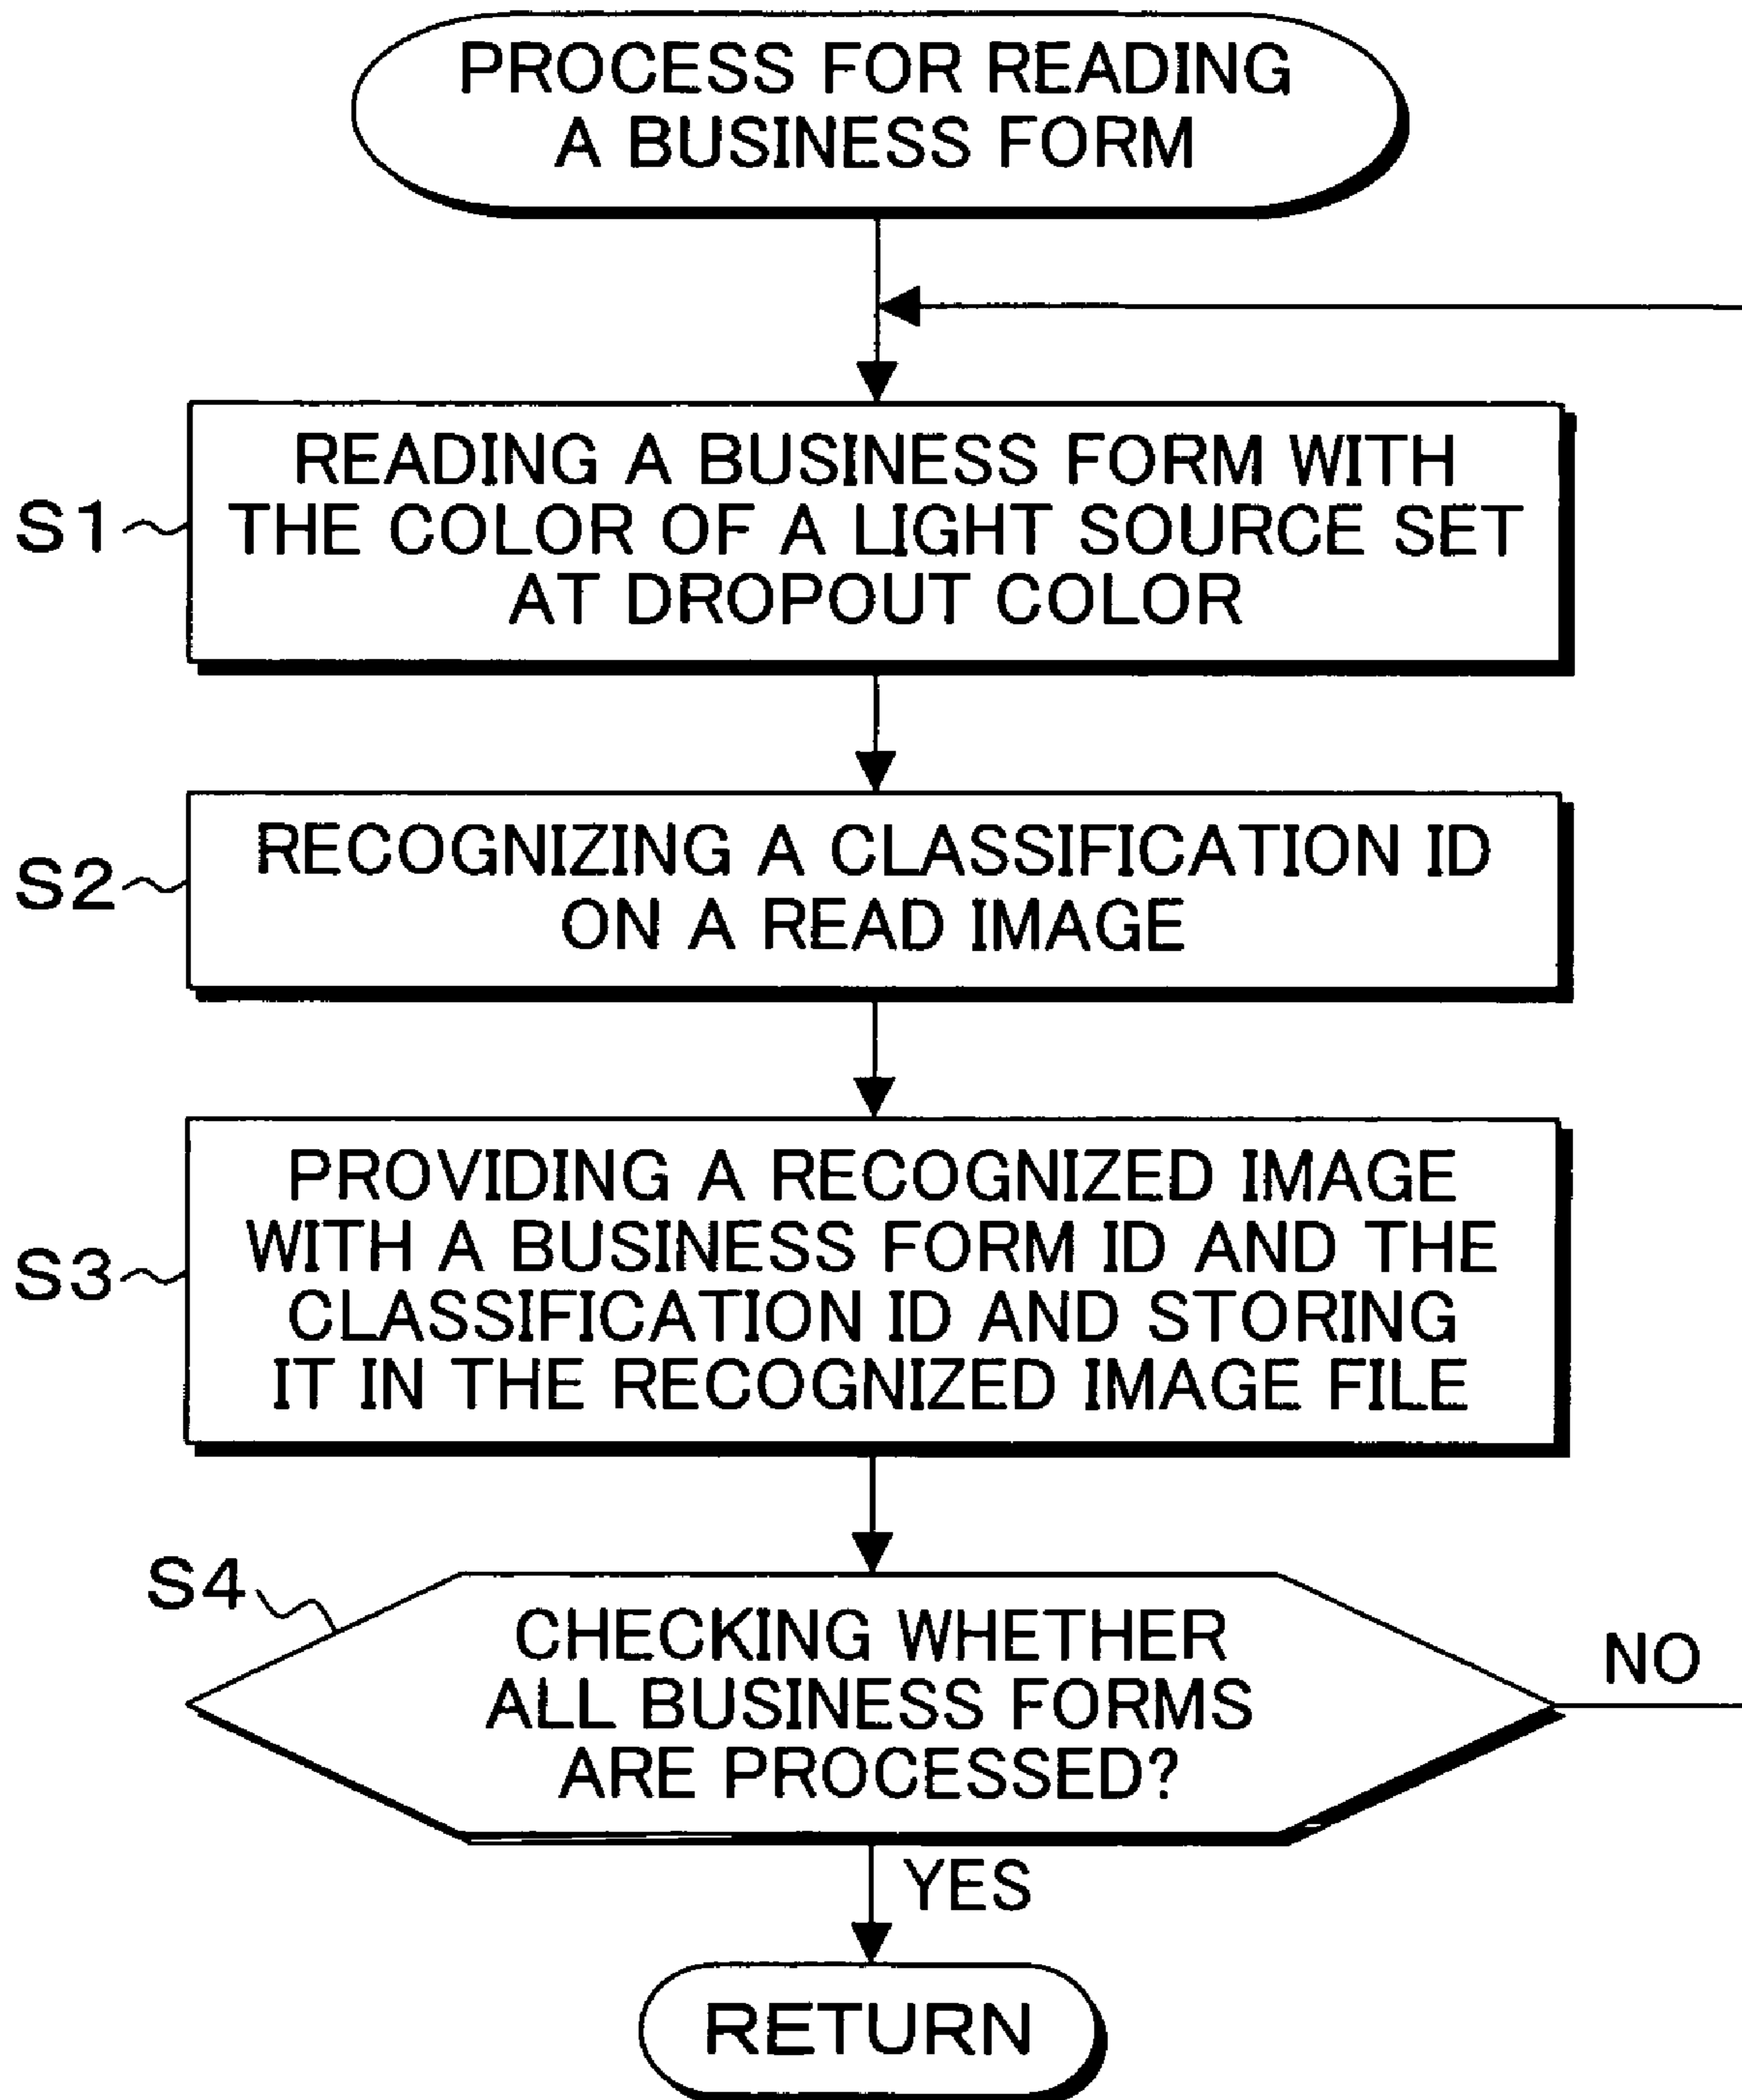 PROCESS FOR READING
A BUSINESS FORM
S1
READING A BUSINESS FORM WITH
THE COLOR OF A LIGHT SOURCE SET
AT DROPOUT COLOR
S2
RECOGNIZING A CLASSIFICATION ID
ON A READ IMAGE
S3
PROVIDING A RECOGNIZED IMAGE
WITH A BUSINESS FORM ID AND THE
CLASSIFICATION ID AND STORING
IT IN THE RECOGNIZED IMAGE FILE
S4
CHECKING WHETHER
ALL BUSINESS FORMS
ARE PROCESSED?
NO
YES
RETURN